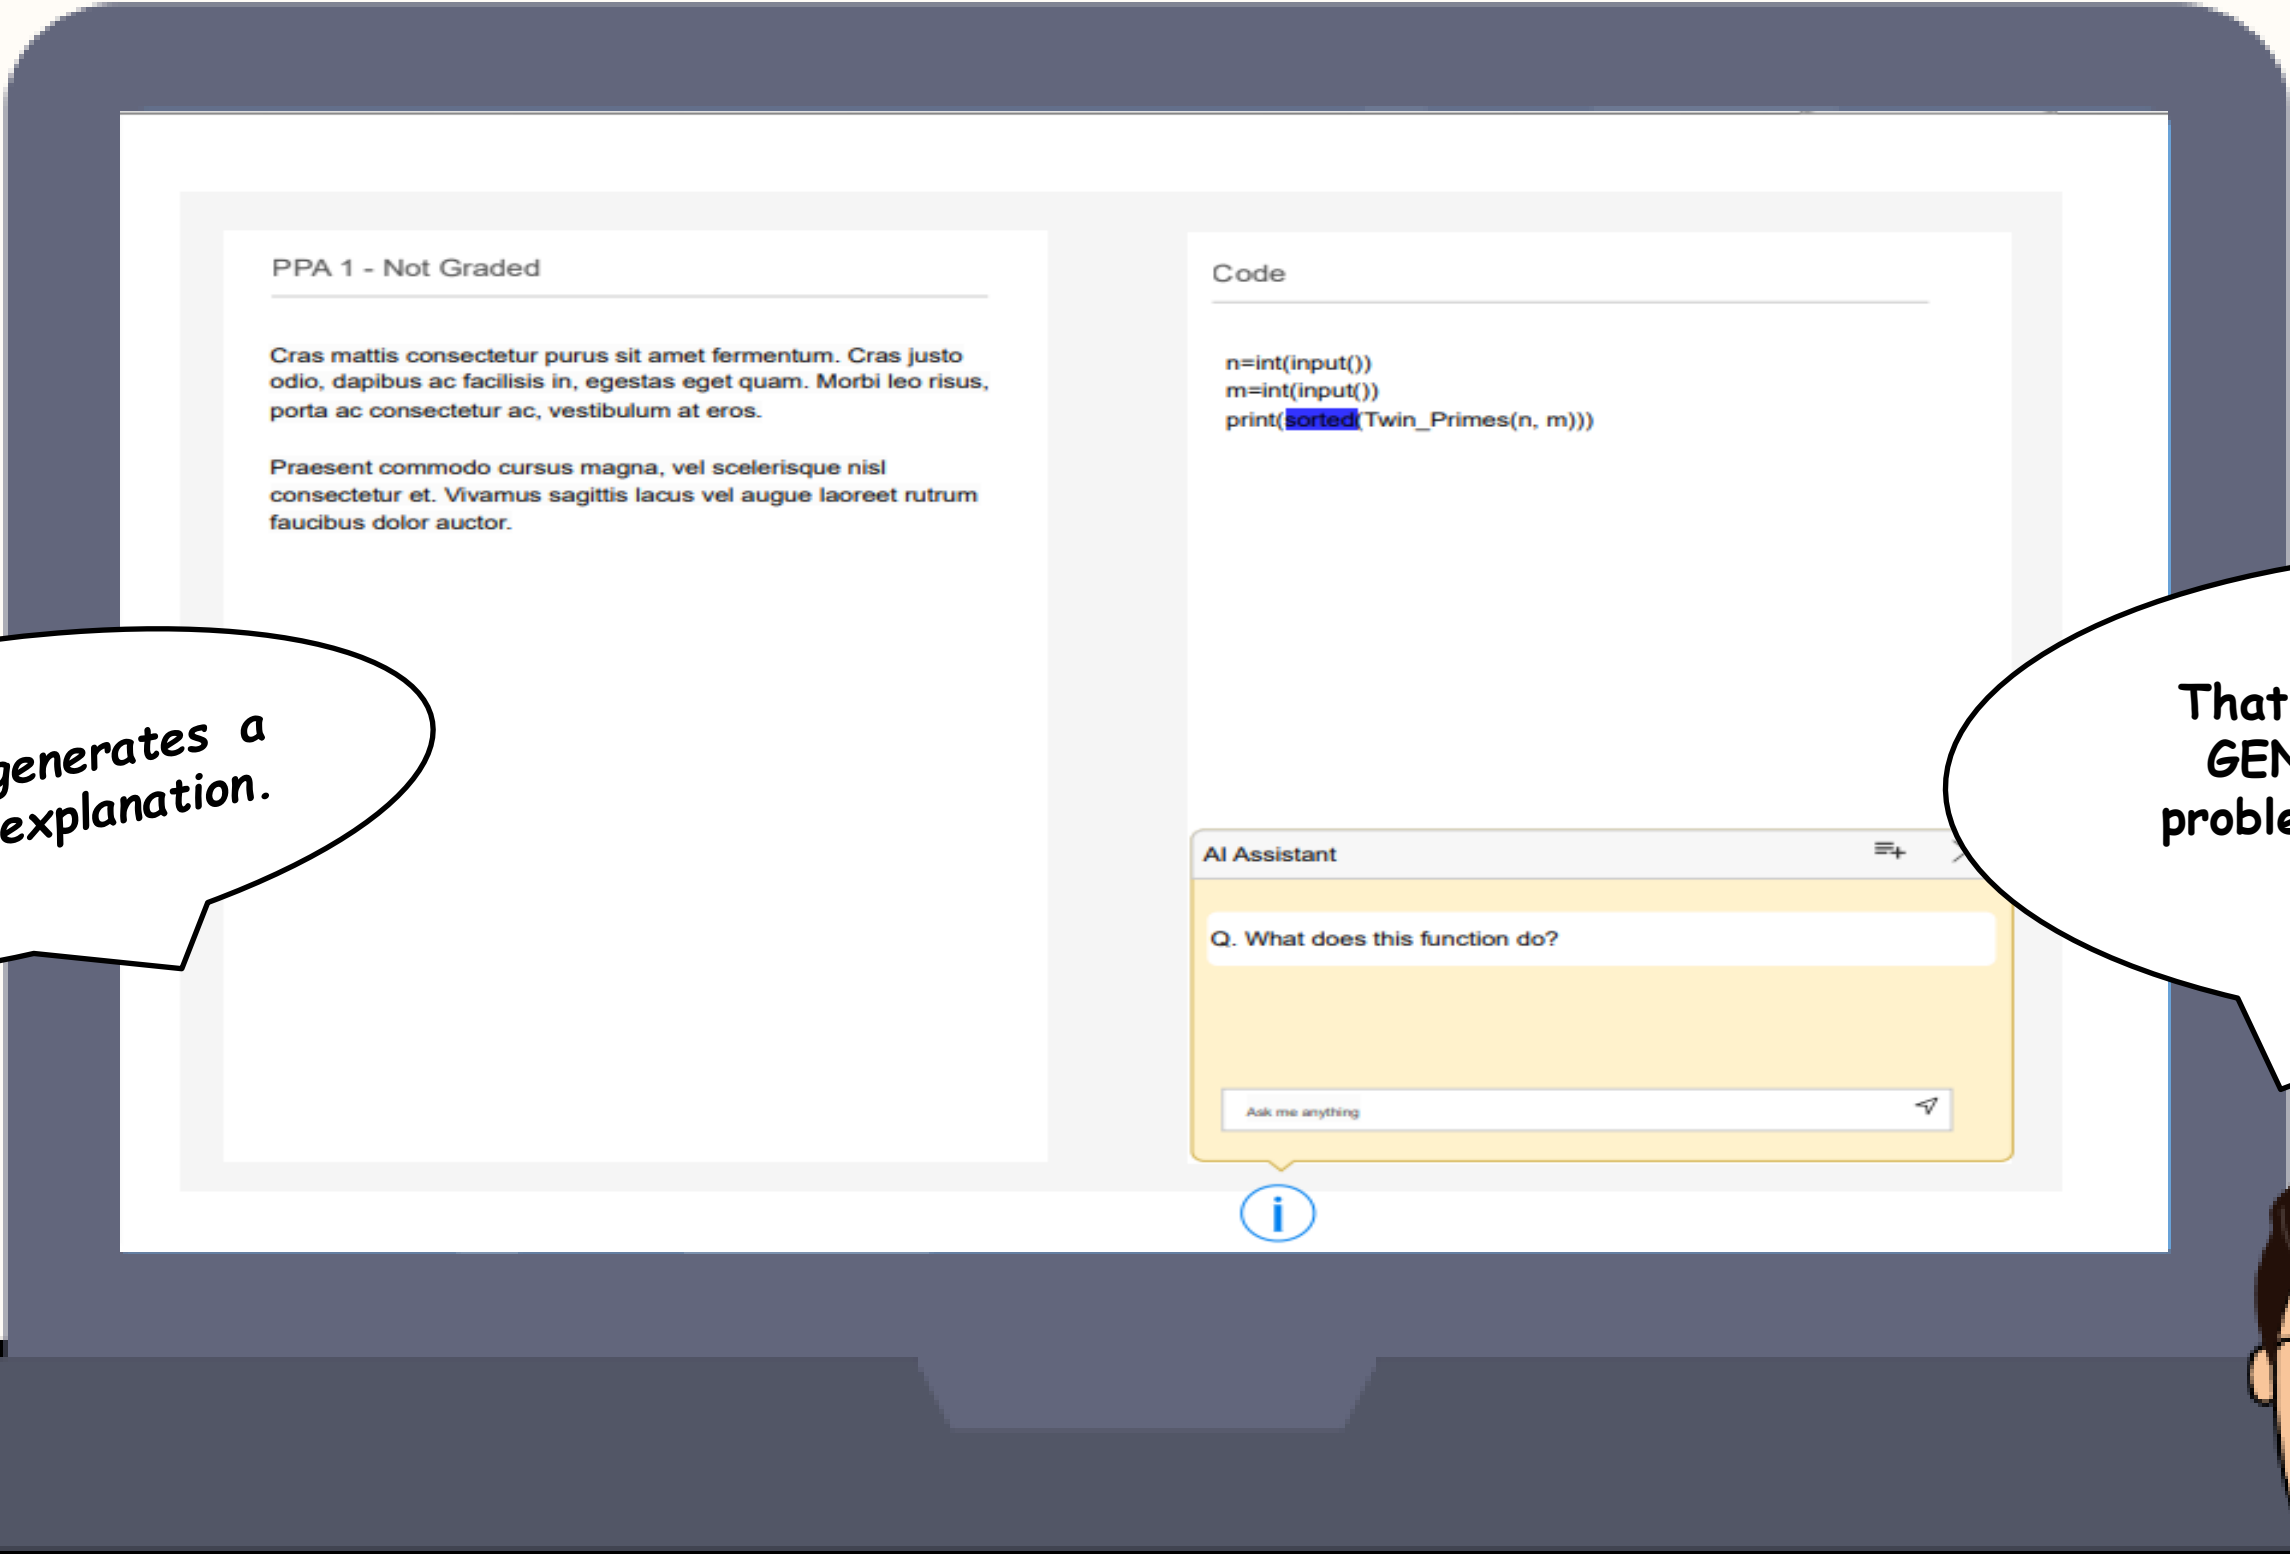 PPA 1 - Not Graded
Cras mattis consectetur purus sit amet fermentum. Cras justo
odio, dapibus ac facilisis in, egestas eget quam. Morbi leo risus,
porta ac consectetur ac, vestibulum at eros.
Praesent commodo cursus magna, vel scelerisque nisl
consectetur et. Vivamus sagittis lacus vel augue laoreet rutrum
faucibus dolor auctor.
Code
n=int(input())
m=int(input())
print(sorted(Twin_Primes(n, m)))
generates a
explanation.
That
GEN
proble
AI Assistant
Q. What does this function do?
Ask me anything
i